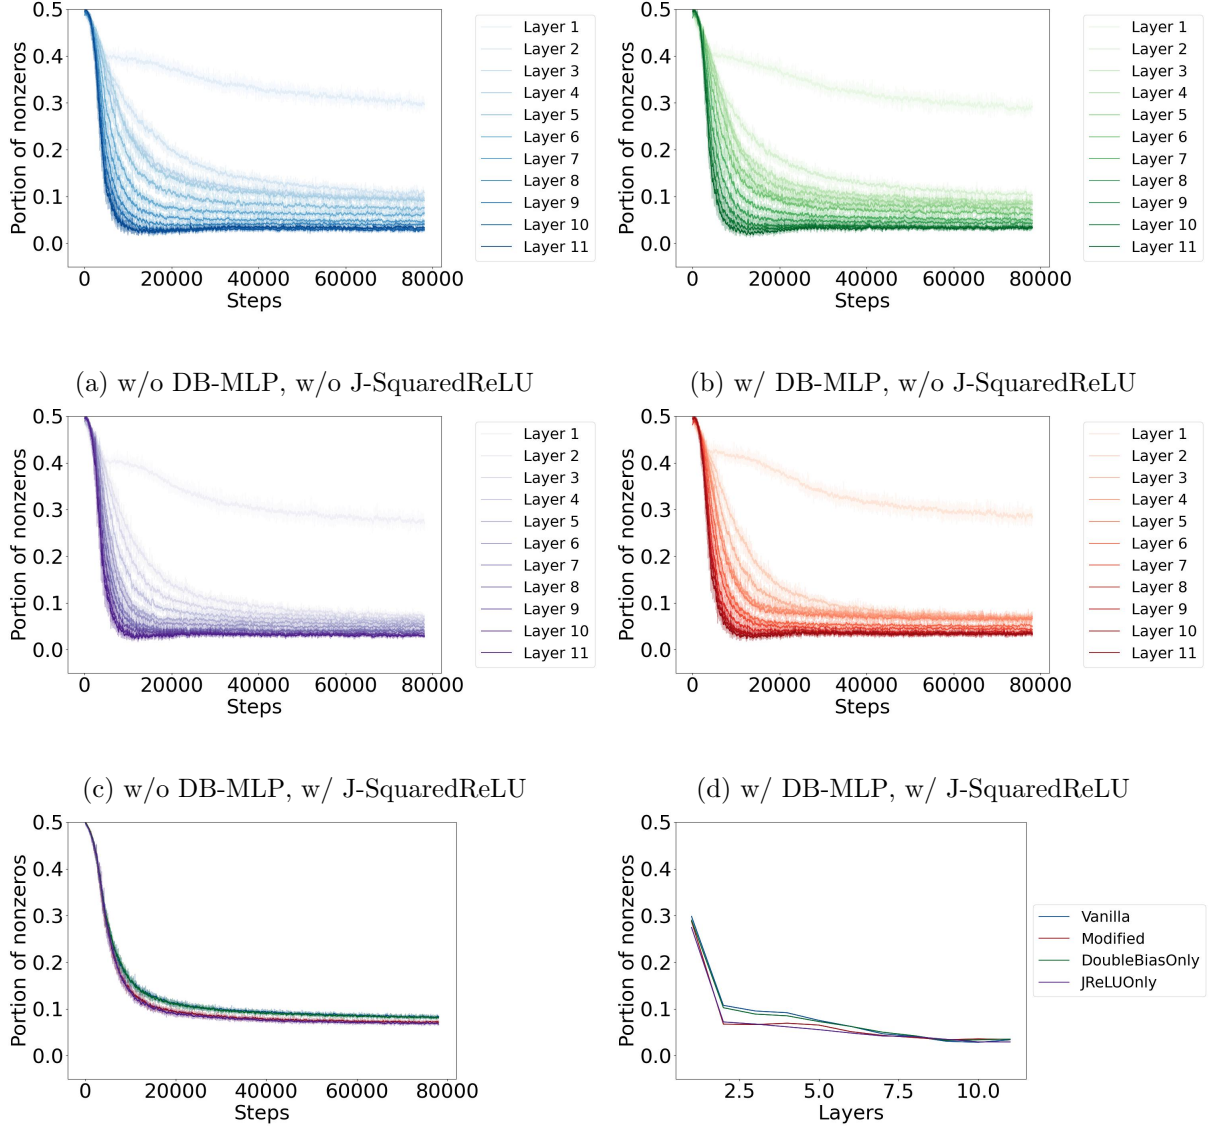 Portion of nonzeros
0.5
0.4
0.3
0.2
0.1
0.0
0 20000 40000 60000 80000
Steps
Layer 1
Layer 2
Layer 3
Layer 4
Layer 5
Layer 6
Layer 7
Layer 8
Layer 9
Layer 10
Layer 11
(a) w/o DB-MLP, w/o J-SquaredReLU
Portion of nonzeros
0.5
0.4
0.3
0.2
0.1
0.0
0 20000 40000 60000 80000
Steps
Layer 1
Layer 2
Layer 3
Layer 4
Layer 5
Layer 6
Layer 7
Layer 8
Layer 9
Layer 10
Layer 11
(b) w/ DB-MLP, w/o J-SquaredReLU
Portion of nonzeros
0.5
0.4
0.3
0.2
0.1
0.0
0 20000 40000 60000 80000
Steps
Layer 1
Layer 2
Layer 3
Layer 4
Layer 5
Layer 6
Layer 7
Layer 8
Layer 9
Layer 10
Layer 11
(c) w/o DB-MLP, w/ J-SquaredReLU
Portion of nonzeros
0.5
0.4
0.3
0.2
0.1
0.0
0 20000 40000 60000 80000
Steps
Layer 1
Layer 2
Layer 3
Layer 4
Layer 5
Layer 6
Layer 7
Layer 8
Layer 9
Layer 10
Layer 11
(d) w/ DB-MLP, w/ J-SquaredReLU
Portion of nonzeros
0.5
0.4
0.3
0.2
0.1
0.0
0 20000 40000 60000 80000
Steps
Portion of nonzeros
0.5
0.4
0.3
0.2
0.1
0.0
2.5 5.0 7.5 10.0
Layers
Vanilla
Modified
DoubleBiasOnly
JReLUOnly